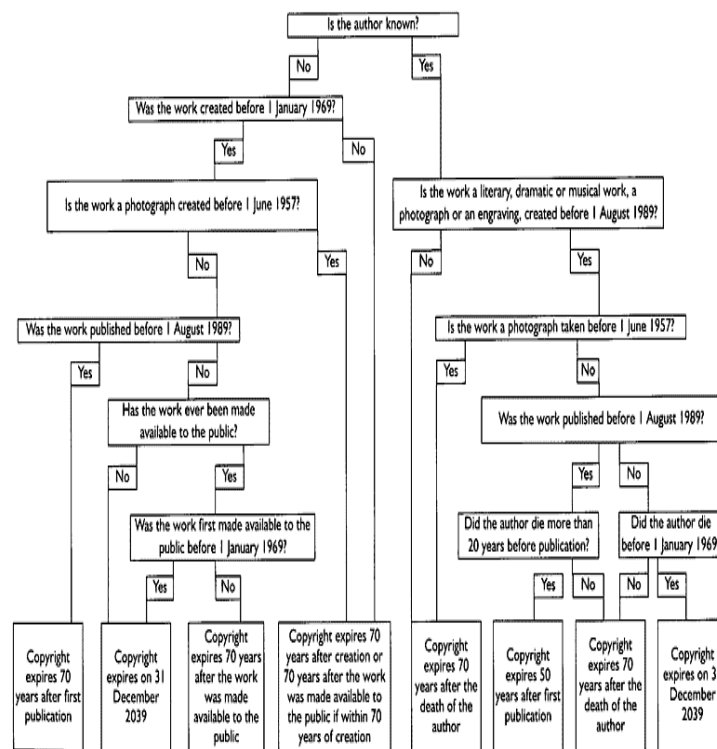 Is the author known?
No
Yes
Was the work created before 1 January 1969?
Yes
No
Is the work a photograph created before 1 June 1957?
Is the work a literary, dramatic or musical work, a
photograph or an engraving, created before 1 August 1989?
No
Yes
No
Yes
Was the work published before 1 August 1989?
Is the work a photograph taken before 1 June 1957?
Yes
No
Yes
No
Has the work ever been made
available to the public?
Was the work published before 1 August 1989?
No
Yes
Yes
No
Was the work first made available to the
public before 1 January 1969?
Did the author die more than
20 years before publication?
Did the author die
before 1 January 1969
Yes
No
Yes
No
No
Yes
Copyright
expires 70
years after first
publication
Copyright
expires on 31
December
2039
Copyright
expires 70 years
after the work
was made
available to the
public
Copyright expires 70
years after creation or
70 years after the work
was made available to
the public if within 70
years of creation
Copyright
expires 70
years after the
death of the
author
Copyright
expires 50
years after first
publication
Copyright
expires 70
years after the
death of the
author
Copyright
expires on 3
December
2039